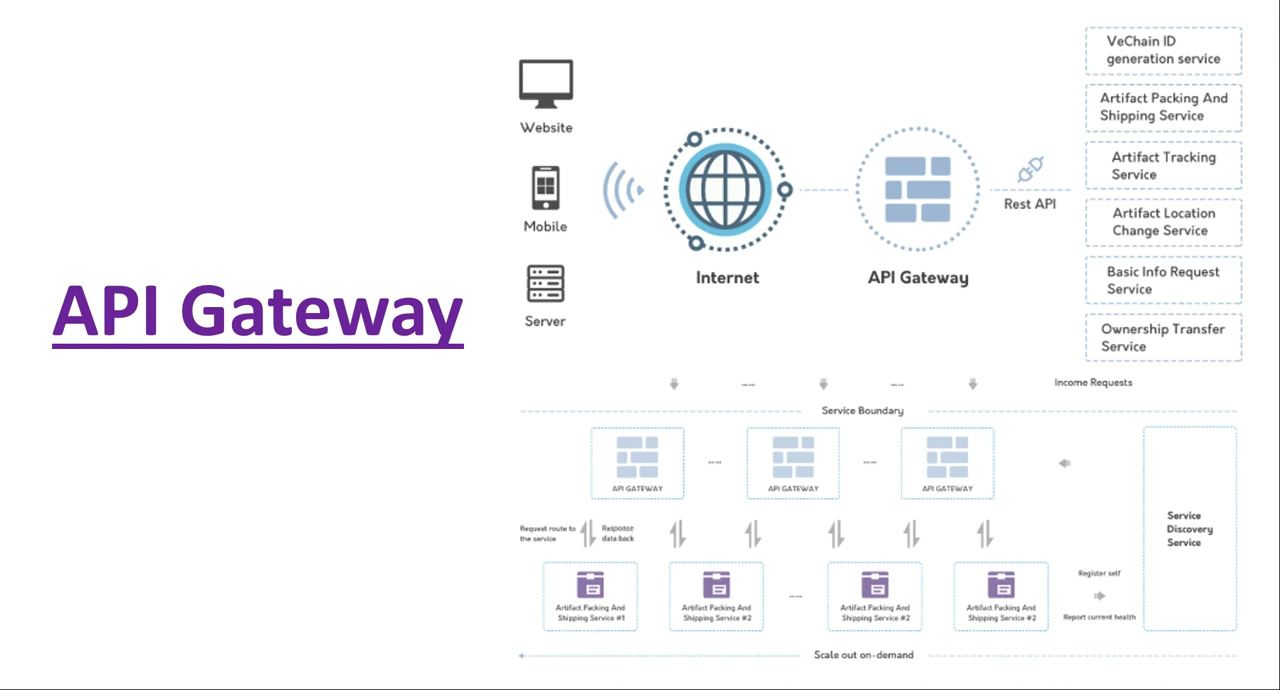 API Gateway
Website
Mobile
Server
Internet
API Gateway
Rest API
VeChain ID
generation service
Artifact Packing And
Shipping Service
Artifact Tracking
Service
Artifact Location
Change Service
Basic Info Request
Service
Ownership Transfer
Service
Income Requests
Service Boundary
API GATEWAY
API GATEWAY
API GATEWAY
Service
Discovery
Service
Request route to
the service
Response
data back
Artifact Packing And
Shipping Service #1
Artifact Packing And
Shipping Service #2
Artifact Packing And
Shipping Service #2
Artifact Packing And
Shipping Service #2
Register self
Report current health
Scale out on-demand